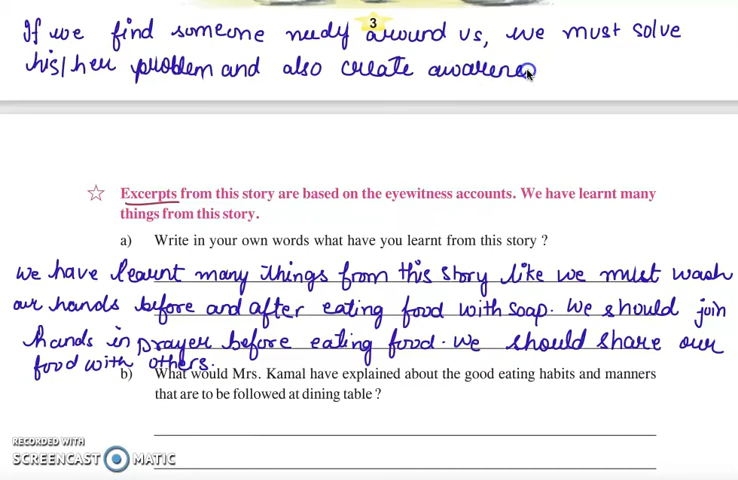 3
If we find someone needy around us, we must solve
his/her problem and also create awarene
☆ Excerpts from this story are based on the eyewitness accounts. We have learnt many
things from this story.
a) Write in your own words what have you learnt from this story ?
We have learnt many things from this story like we must wash
our hands before and after eating food with soap. We should join
hands in prayer before eating food. We should share our
food with others.
b) What would Mrs. Kamal have explained about the good eating habits and manners
that are to be followed at dining table ?
RECORDED WITH
SCREENCAST MATIC